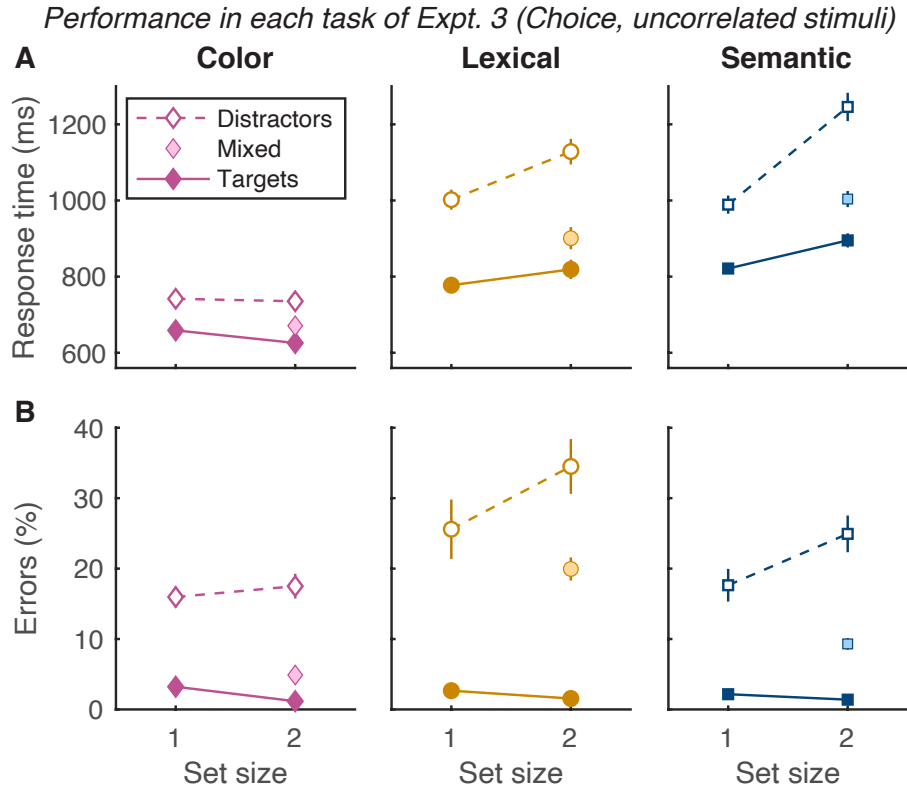 Performance in each task of Expt. 3 (Choice, uncorrelated stimuli)
A
Color
Lexical
Semantic
Response time (ms)
1200
1000
800
600
Distractors
Mixed
Targets
B
Errors (%)
40
30
20
10
0
1 2
1 2
1 2
Set size
Set size
Set size